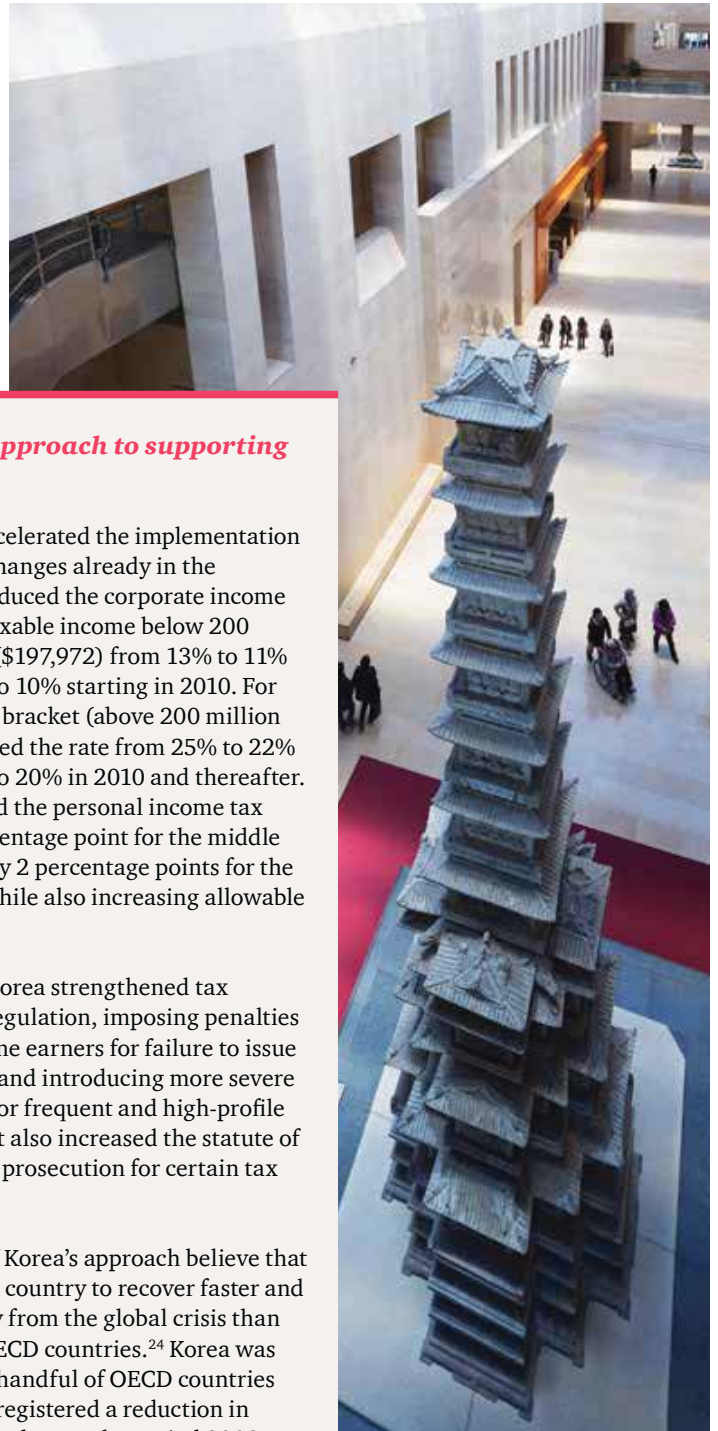 pproach to supporting
celerated the implementation
hanges already in the
duced the corporate income
xable income below 200
($197,972) from 13% to 11%
o 10% starting in 2010. For
bracket (above 200 million
ed the rate from 25% to 22%
o 20% in 2010 and thereafter.
d the personal income tax
entage point for the middle
y 2 percentage points for the
hile also increasing allowable
orea strengthened tax
egulation, imposing penalties
ne earners for failure to issue
and introducing more severe
or frequent and high-profile
t also increased the statute of
prosecution for certain tax
Korea’s approach believe that
country to recover faster and
y from the global crisis than
ECD countries.24 Korea was
handful of OECD countries
registered a reduction in